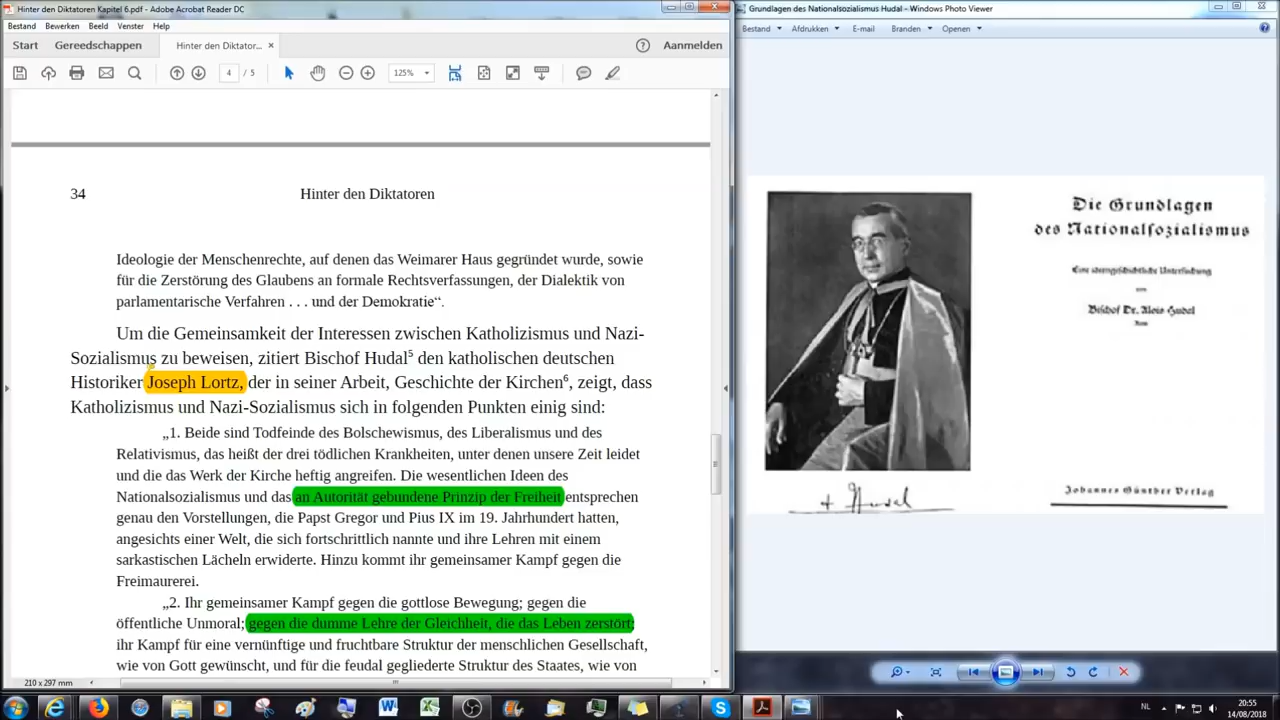 Hinter den Diktatoren Kapitel 6.pdf - Adobe Acrobat Reader DC
Bestand Bewerken Beeld Venster Help
Start Gereedschappen Hinter den Diktator... × Aanmelden
4 / 5 125%
34 Hinter den Diktatoren
Ideologie der Menschenrechte, auf denen das Weimarer Haus gegründet wurde, sowie
für die Zerstörung des Glaubens an formale Rechtsverfassungen, der Dialektik von
parlamentarische Verfahren . . . und der Demokratie“.
Um die Gemeinsamkeit der Interessen zwischen Katholizismus und Nazi-
Sozialismus zu beweisen, zitiert Bischof Hudal⁵ den katholischen deutschen
Historiker Joseph Lortz, der in seiner Arbeit, Geschichte der Kirchen⁶, zeigt, dass
Katholizismus und Nazi-Sozialismus sich in folgenden Punkten einig sind:
„1. Beide sind Todfeinde des Bolschewismus, des Liberalismus und des
Relativismus, das heißt der drei tödlichen Krankheiten, unter denen unsere Zeit leidet
und die das Werk der Kirche heftig angreifen. Die wesentlichen Ideen des
Nationalsozialismus und das an Autorität gebundene Prinzip der Freiheit entsprechen
genau den Vorstellungen, die Papst Gregor und Pius IX im 19. Jahrhundert hatten,
angesichts einer Welt, die sich fortschrittlich nannte und ihre Lehren mit einem
sarkastischen Lächeln erwiderte. Hinzu kommt ihr gemeinsamer Kampf gegen die
Freimaurerei.
„2. Ihr gemeinsamer Kampf gegen die gottlose Bewegung; gegen die
öffentliche Unmoral; gegen die dumme Lehre der Gleichheit, die das Leben zerstört;
ihr Kampf für eine vernünftige und fruchtbare Struktur der menschlichen Gesellschaft,
wie von Gott gewünscht, und für die feudal gegliederte Struktur des Staates, wie von
210 x 297 mm
Grundlagen des Nationalsozialismus Hudal - Windows Photo Viewer
Bestand Afdrukken E-mail Branden Openen
Die Grundlagen
des Nationalsozialismus
Eine ideengeschichtliche Untersuchung
von
Bischof Dr. Alois Hudal
Rom
Johannes Günther Verlag
+ Hudal
NL 20:55
14/08/2018